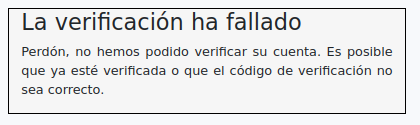 La verificación ha fallado
Perdón, no hemos podido verificar su cuenta. Es posible
que ya esté verificada o que el código de verificación no
sea correcto.